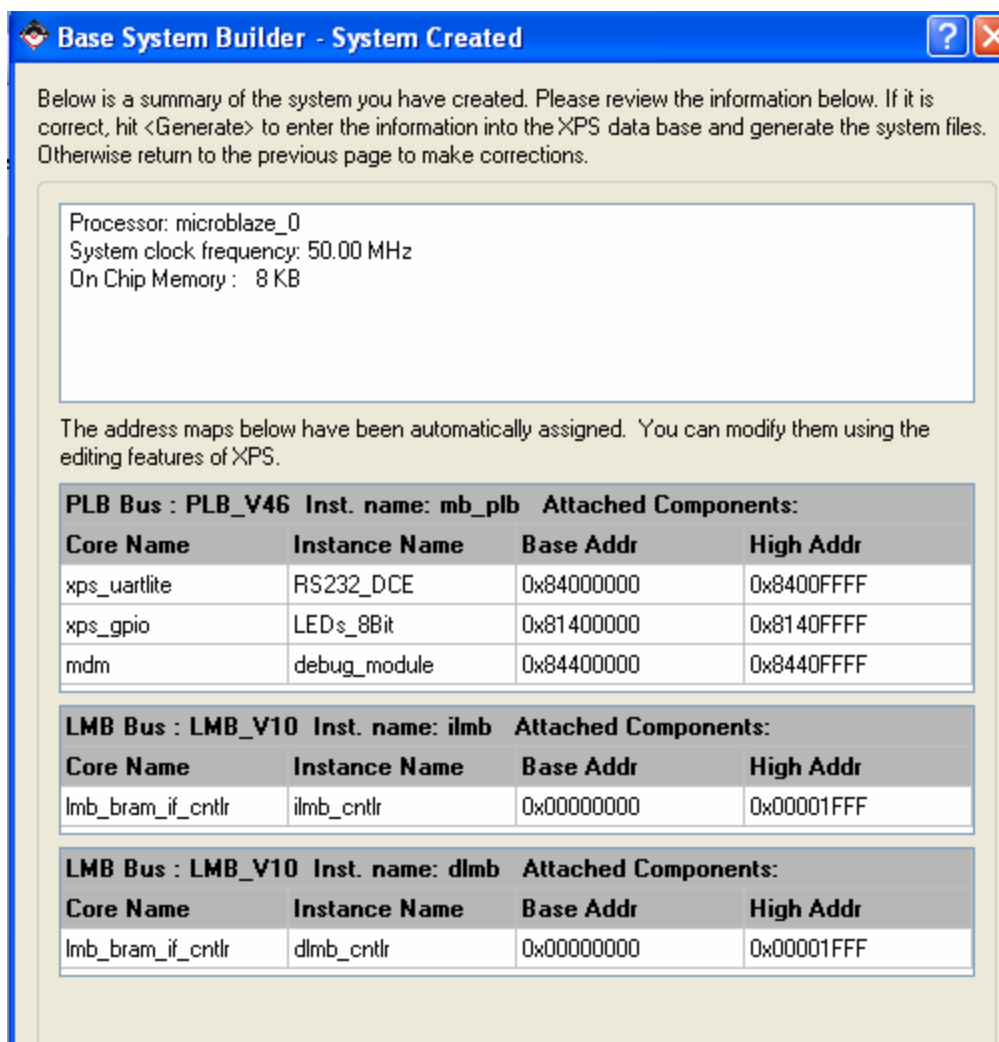 Base System Builder - System Created
Below is a summary of the system you have created. Please review the information below. If it is
correct, hit <Generate> to enter the information into the XPS data base and generate the system files.
Otherwise return to the previous page to make corrections.
Processor: microblaze_0
System clock frequency: 50.00 MHz
On Chip Memory : 8 KB
The address maps below have been automatically assigned. You can modify them using the
editing features of XPS.
PLB Bus : PLB_V46 Inst. name: mb_plb Attached Components:
Core Name Instance Name Base Addr High Addr
xps_uartlite RS232_DCE 0x84000000 0x8400FFFF
xps_gpio LEDs_8Bit 0x81400000 0x8140FFFF
mdm debug_module 0x84400000 0x8440FFFF
LMB Bus : LMB_V10 Inst. name: ilmb Attached Components:
Core Name Instance Name Base Addr High Addr
lmb_bram_if_cntlr ilmb_cntlr 0x00000000 0x00001FFF
LMB Bus : LMB_V10 Inst. name: dlmb Attached Components:
Core Name Instance Name Base Addr High Addr
lmb_bram_if_cntlr dlmb_cntlr 0x00000000 0x00001FFF